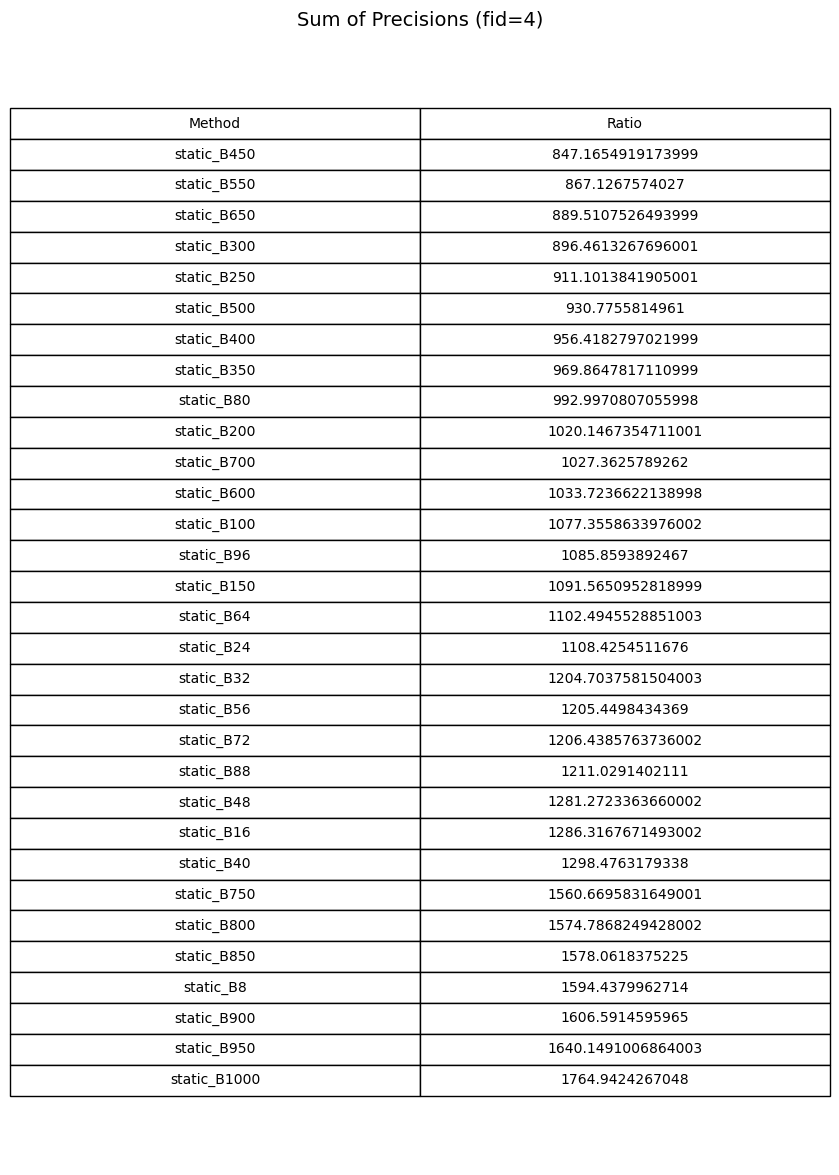 Sum of Precisions (fid=4)
Method Ratio
static_B450 847.1654919173999
static_B550 867.1267574027
static_B650 889.5107526493999
static_B300 896.4613267696001
static_B250 911.1013841905001
static_B500 930.7755814961
static_B400 956.4182797021999
static_B350 969.8647817110999
static_B80 992.9970807055998
static_B200 1020.1467354711001
static_B700 1027.3625789262
static_B600 1033.7236622138998
static_B100 1077.3558633976002
static_B96 1085.8593892467
static_B150 1091.5650952818999
static_B64 1102.4945528851003
static_B24 1108.4254511676
static_B32 1204.7037581504003
static_B56 1205.4498434369
static_B72 1206.4385763736002
static_B88 1211.0291402111
static_B48 1281.2723363660002
static_B16 1286.3167671493002
static_B40 1298.4763179338
static_B750 1560.6695831649001
static_B800 1574.7868249428002
static_B850 1578.0618375225
static_B8 1594.4379962714
static_B900 1606.5914595965
static_B950 1640.1491006864003
static_B1000 1764.9424267048